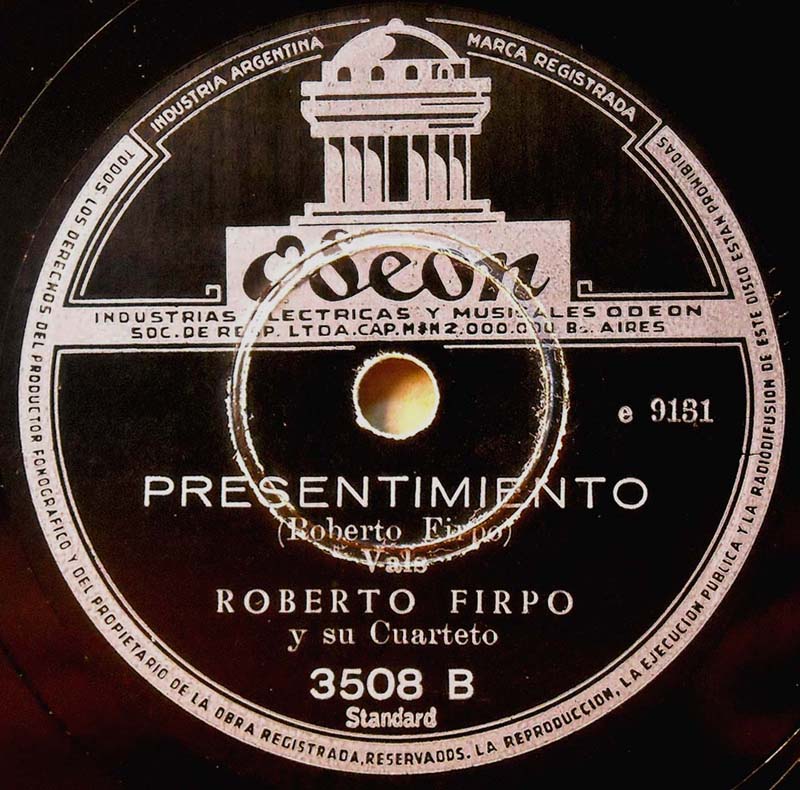 INDUSTRIA ARGENTINA
MARCA REGISTRADA
Odeon
INDUSTRIAS ELECTRICAS Y MUSICALES ODEON
SOC. DE RESP. LTDA. CAP. M$N 2.000.000 Bs. AIRES
e 9131
PRESENTIMIENTO
(Roberto Firpo)
Vals
ROBERTO FIRPO
y su Cuarteto
3508 B
Standard
TODOS LOS DERECHOS DEL PRODUCTOR FONOGRAFICO Y DEL PROPIETARIO DE LA OBRA REGISTRADA, RESERVADOS. LA REPRODUCCION, LA EJECUCION PUBLICA Y LA RADIODIFUSION DE ESTE DISCO ESTAN PROHIBIDAS